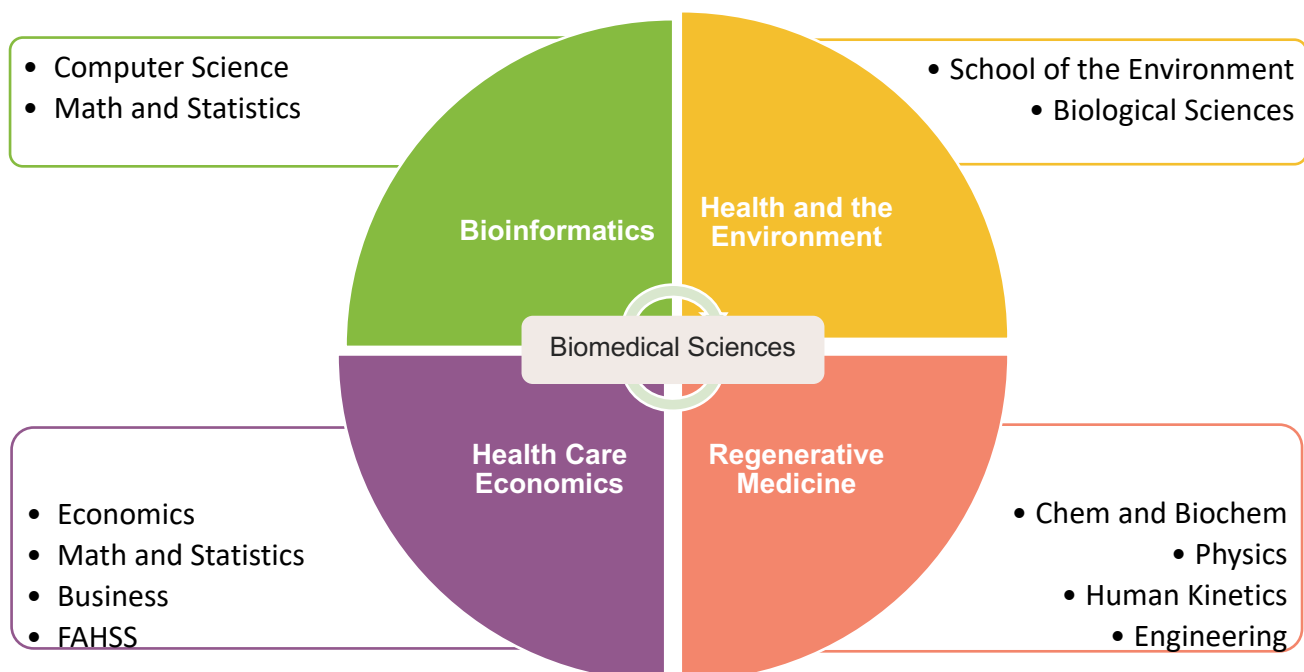 • Computer Science
• Math and Statistics
• School of the Environment
• Biological Sciences
Bioinformatics
Health and the
Environment
Biomedical Sciences
Health Care
Economics
Regenerative
Medicine
• Economics
• Math and Statistics
• Business
• FAHSS
• Chem and Biochem
• Physics
• Human Kinetics
• Engineering